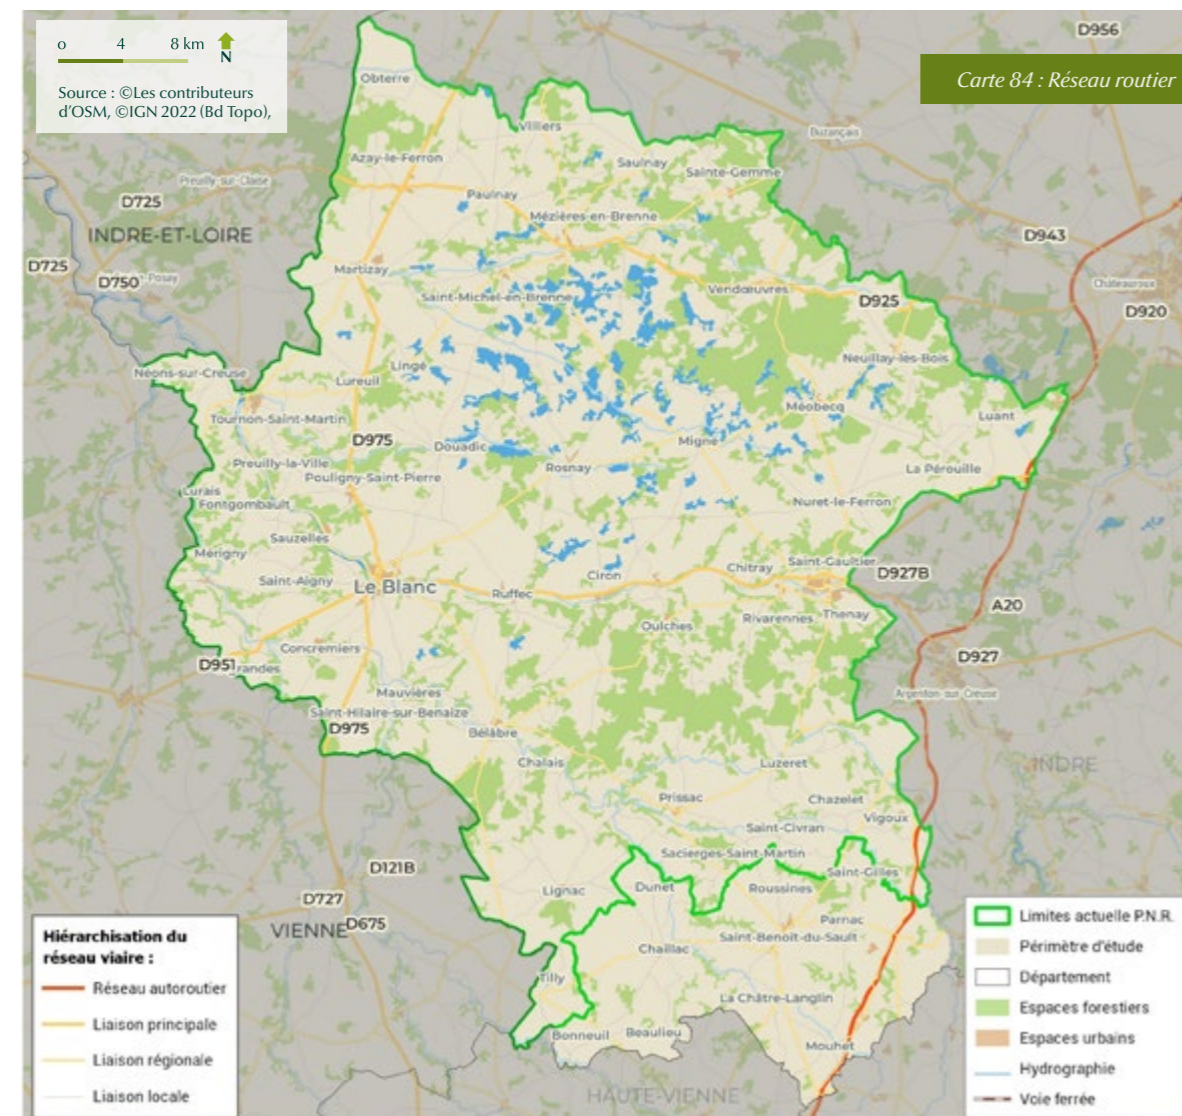 o 4 8 km
N
Source : ©Les contributeurs
d'OSM, ©IGN 2022 (Bd Topo),
Carte 84 : Réseau routier
D956
Obterre
Villiers
Buzançais
Azay-le-Ferron
Saulnay
Sainte-Gemme
Preuilly-sur-Claise
Paulnay
D725
Mézières-en-Brenne
INDRE-ET-LOIRE
D943
D725
Martizay
D750
Posay
Châteauroux
Saint-Michel-en-Brenne
Vendœuvres
D925
D920
Néons-sur-Creuse
Lingé
Neuillay-les-Bois
Lureuil
Méobecq
Luant
Tournon-Saint-Martin
D975
Douadic
Migné
Preuilly-la-Ville
Rosnay
La Pérouille
Pouligny-Saint-Pierre
Lurais
Fontgombault
Nuret-le-Ferron
Sauzelles
Mérigny
Saint-Gaultier
Chitray
D927B
Ciron
Saint-Aigny
Le Blanc
Ruffec
A20
Rivarennes
Thenay
Oulches
Concremiers
D951
randes
D927
Mauvières
Argenton-sur-Creuse
Saint-Hilaire-sur-Benaize
D975
Bélâbre
Chalais
Luzeret
INDRE
Prissac
Chazelet
Vigoux
Saint-Civran
Sacierges-Saint-Martin
D121B
Saint-Gilles
Dunet
Roussines
Lignac
D727
D675
VIENNE
Parnac
Saint-Benoît-du-Sault
Chaillac
Tilly
La Châtre-Langlin
Bonneuil
Beaulieu
Mouhet
HAUTE-VIENNE
Hiérarchisation du
réseau viaire :
Réseau autoroutier
Liaison principale
Liaison régionale
Liaison locale
Limites actuelle P.N.R.
Périmètre d'étude
Département
Espaces forestiers
Espaces urbains
Hydrographie
Voie ferrée